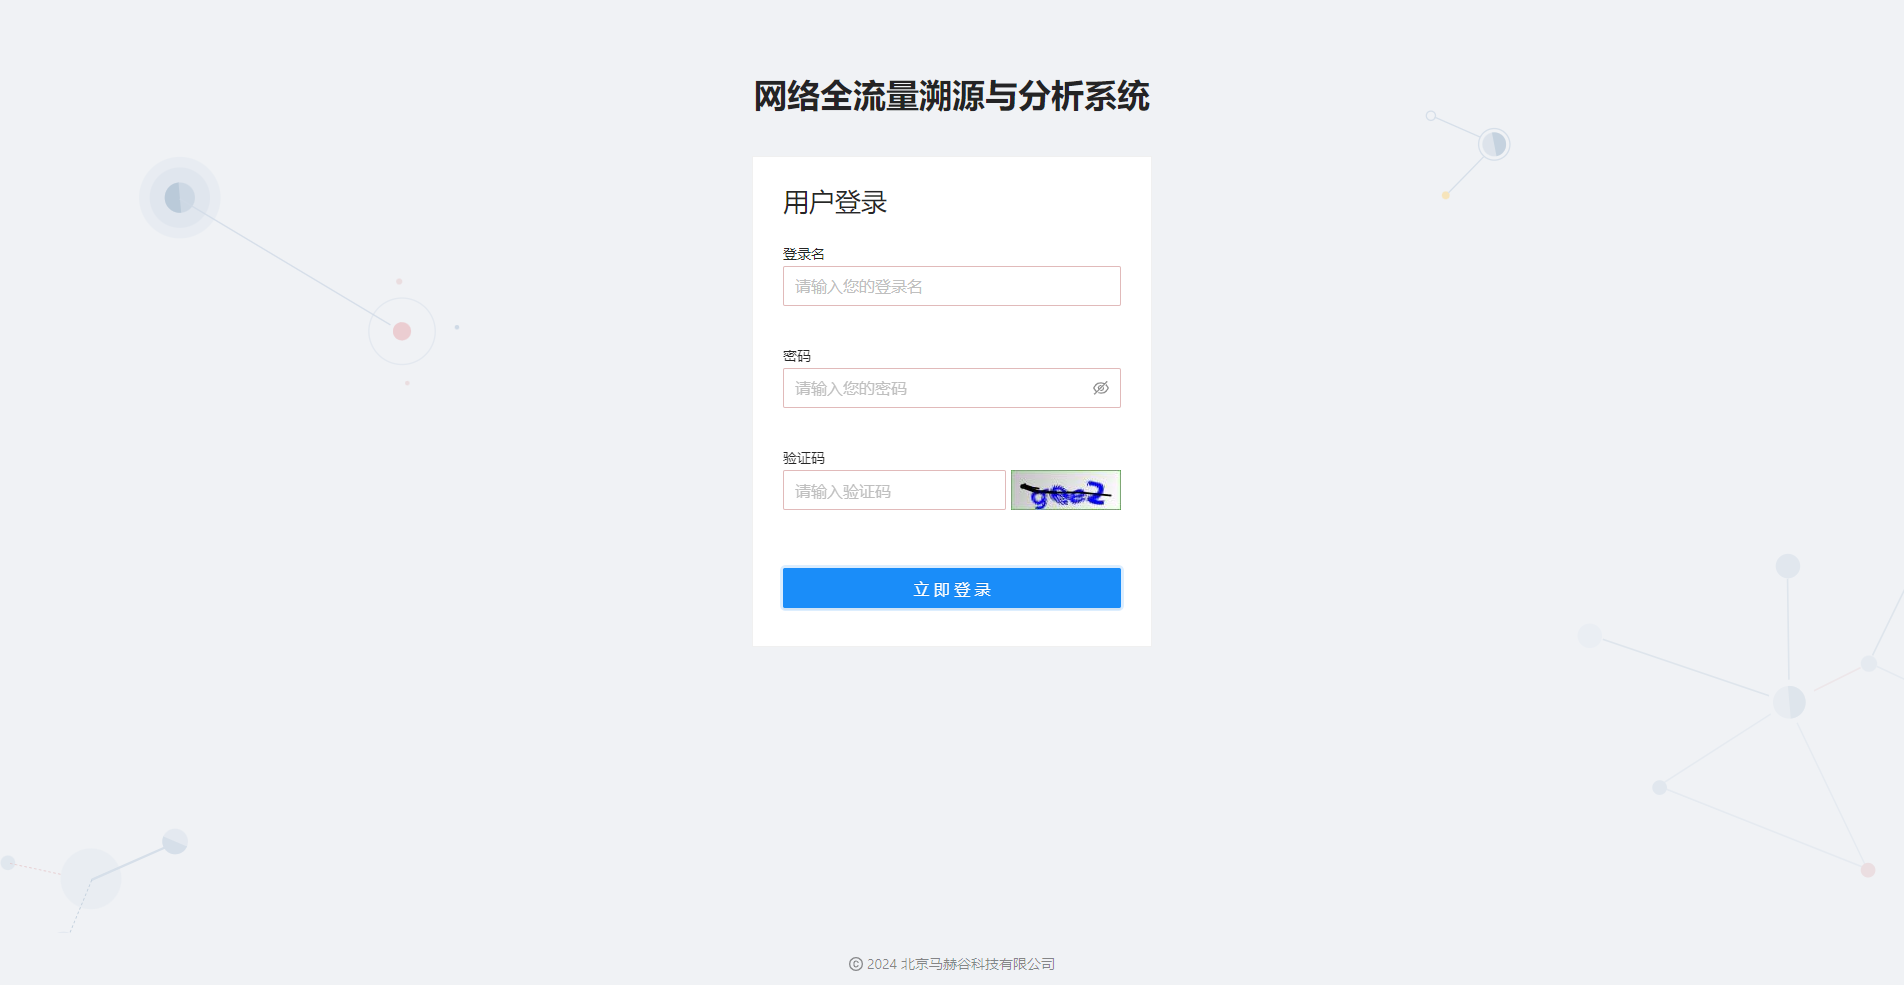 网络全流量溯源与分析系统
用户登录
登录名
请输入您的登录名
密码
请输入您的密码
验证码
请输入验证码
立即登录
© 2024 北京马赫谷科技有限公司